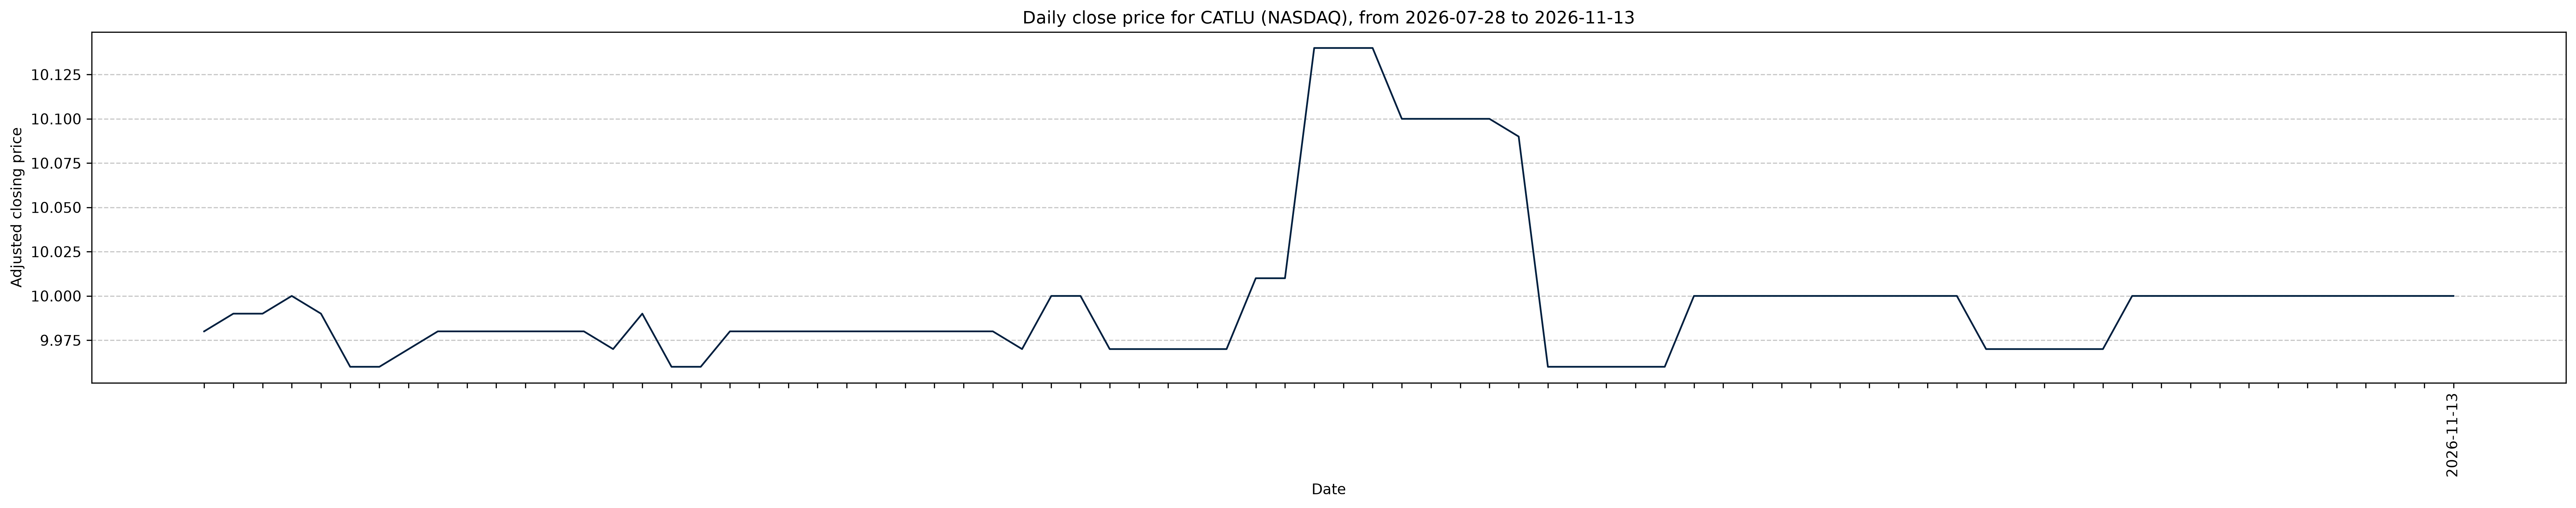 Daily close price for CATLU (NASDAQ), from 2026-07-28 to 2026-11-13
Adjusted closing price
10.125
10.100
10.075
10.050
10.025
10.000
9.975
2026-11-13
Date